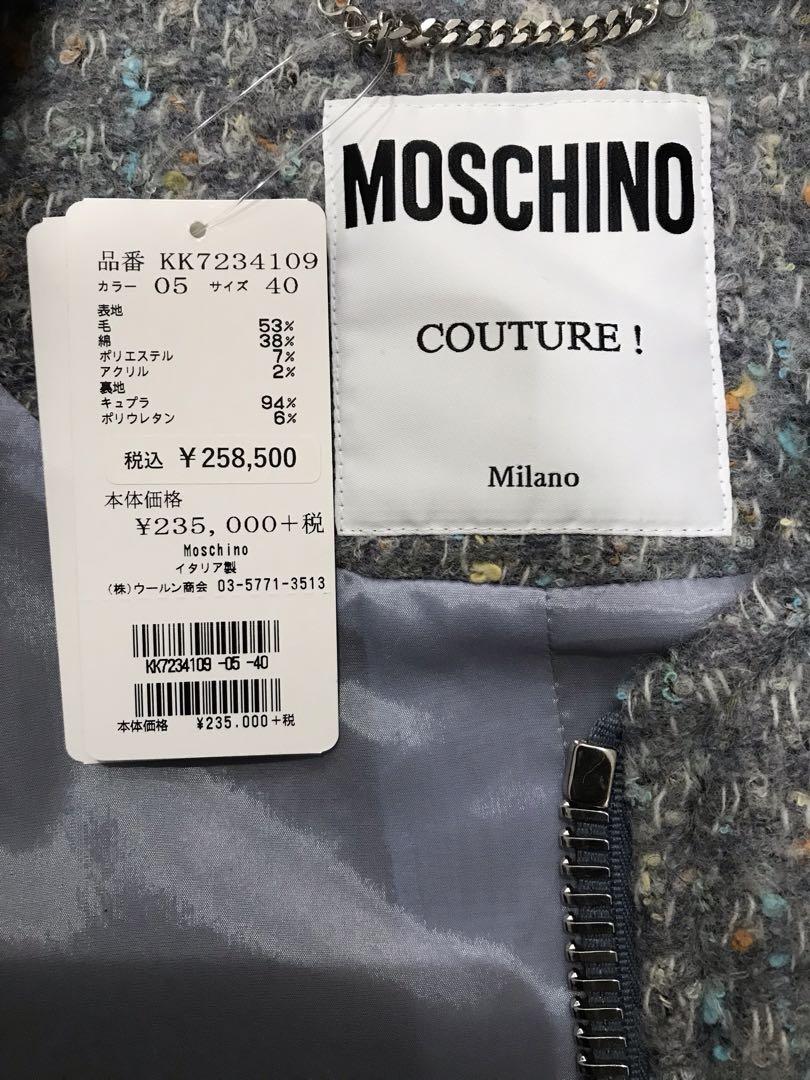 MOSCHINO
COUTURE !
Milano
品番 KK7234109
カラー 05 サイズ 40
表地
毛 53%
綿 38%
ポリエステル 7%
アクリル 2%
裏地
キュプラ 94%
ポリウレタン 6%
税込 ￥258,500
本体価格
¥235,000+税
Moschino
イタリア製
(株)ウールン商会 03-5771-3513
KK7234109 -05 -40
本体価格 ¥235.000+税